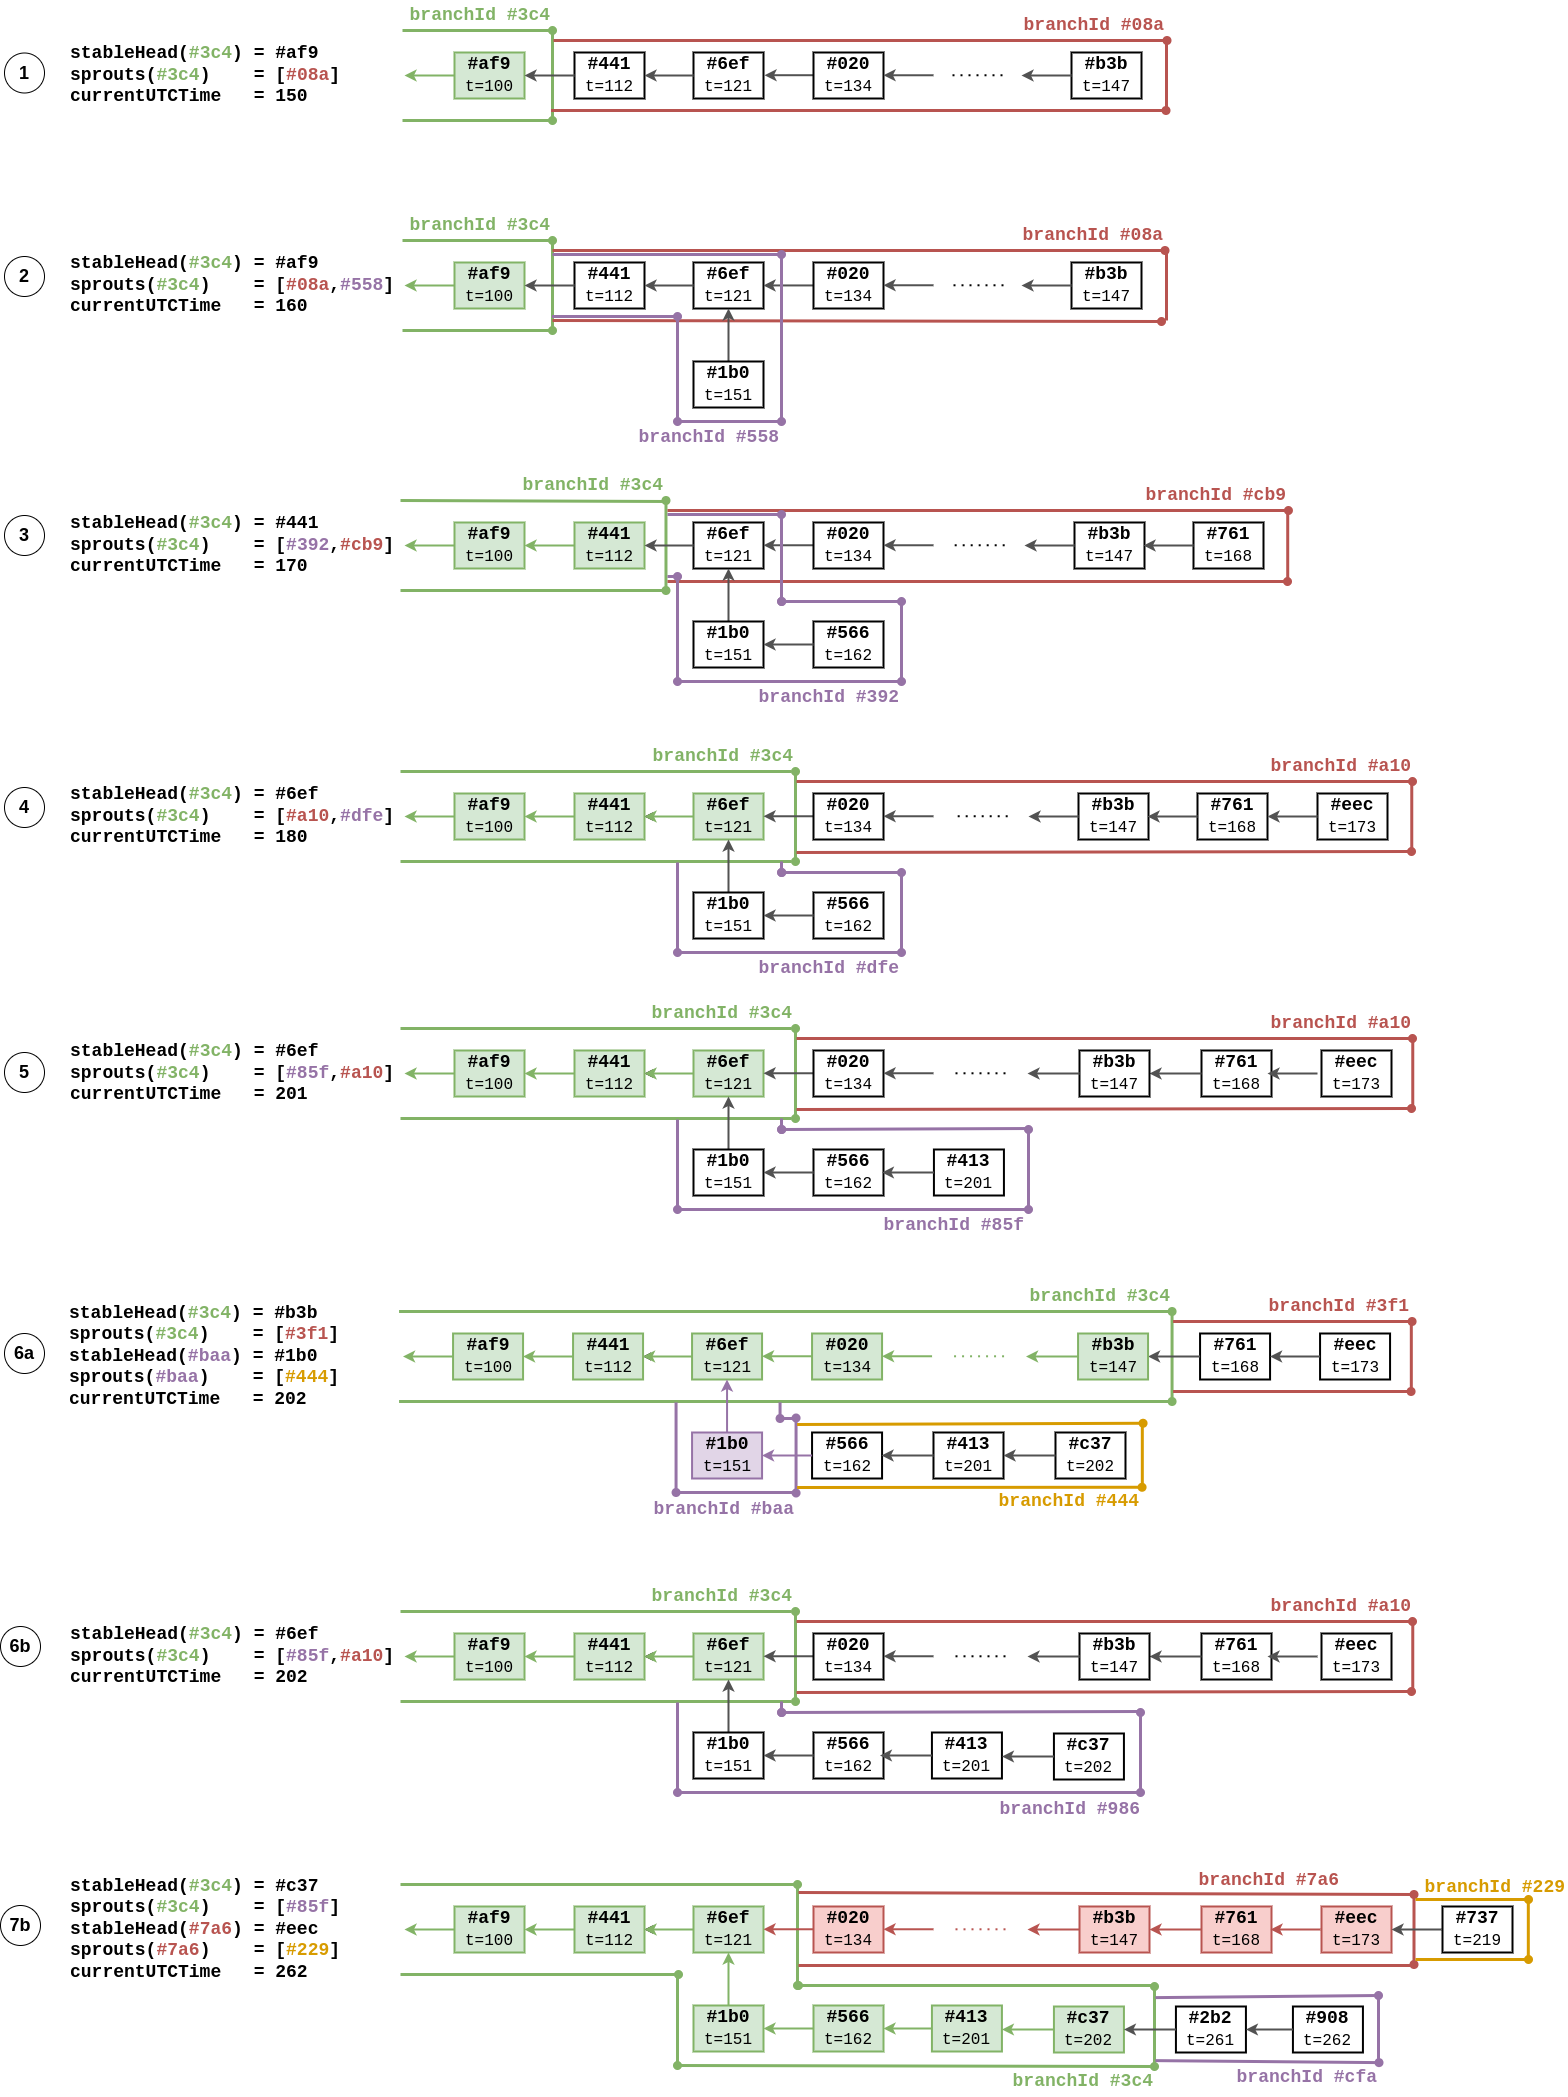 branchId #3c4
branchId #08a
1
stableHead(#3c4) = #af9
sprouts(#3c4)    = [#08a]
currentUTCTime   = 150
#af9 #441 #6ef #020 ....... #b3b
t=100 t=112 t=121 t=134 t=147
branchId #3c4
branchId #08a
2
stableHead(#3c4) = #af9
sprouts(#3c4)    = [#08a,#558]
currentUTCTime   = 160
#af9 #441 #6ef #020 ....... #b3b
t=100 t=112 t=121 t=134 t=147
#1b0
t=151
branchId #558
branchId #3c4
branchId #cb9
3
stableHead(#3c4) = #441
sprouts(#3c4)    = [#392,#cb9]
currentUTCTime   = 170
#af9 #441 #6ef #020 ....... #b3b #761
t=100 t=112 t=121 t=134 t=147 t=168
#1b0 #566
t=151 t=162
branchId #392
branchId #3c4
branchId #a10
4
stableHead(#3c4) = #6ef
sprouts(#3c4)    = [#a10,#dfe]
currentUTCTime   = 180
#af9 #441 #6ef #020 ....... #b3b #761 #eec
t=100 t=112 t=121 t=134 t=147 t=168 t=173
#1b0 #566
t=151 t=162
branchId #dfe
branchId #3c4
branchId #a10
5
stableHead(#3c4) = #6ef
sprouts(#3c4)    = [#85f,#a10]
currentUTCTime   = 201
#af9 #441 #6ef #020 ....... #b3b #761 #eec
t=100 t=112 t=121 t=134 t=147 t=168 t=173
#1b0 #566 #413
t=151 t=162 t=201
branchId #85f
branchId #3c4
branchId #3f1
6a
stableHead(#3c4) = #b3b
sprouts(#3c4)    = [#3f1]
stableHead(#baa) = #1b0
sprouts(#baa)    = [#444]
currentUTCTime   = 202
#af9 #441 #6ef #020 ....... #b3b #761 #eec
t=100 t=112 t=121 t=134 t=147 t=168 t=173
#1b0 #566 #413 #c37
t=151 t=162 t=201 t=202
branchId #444
branchId #baa
branchId #3c4
branchId #a10
6b
stableHead(#3c4) = #6ef
sprouts(#3c4)    = [#85f,#a10]
currentUTCTime   = 202
#af9 #441 #6ef #020 ....... #b3b #761 #eec
t=100 t=112 t=121 t=134 t=147 t=168 t=173
#1b0 #566 #413 #c37
t=151 t=162 t=201 t=202
branchId #986
branchId #7a6
branchId #229
7b
stableHead(#3c4) = #c37
sprouts(#3c4)    = [#85f]
stableHead(#7a6) = #eec
sprouts(#7a6)    = [#229]
currentUTCTime   = 262
#af9 #441 #6ef #020 ....... #b3b #761 #eec #737
t=100 t=112 t=121 t=134 t=147 t=168 t=173 t=219
#1b0 #566 #413 #c37 #2b2 #908
t=151 t=162 t=201 t=202 t=261 t=262
branchId #3c4
branchId #cfa